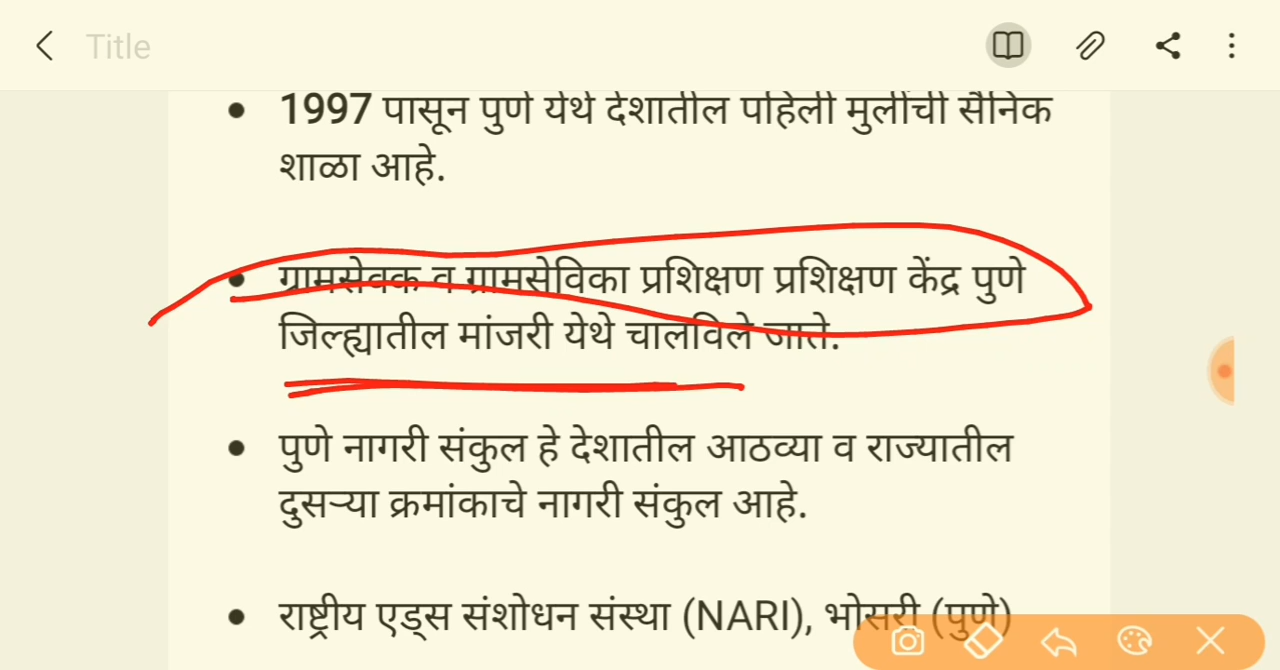 Title
1997 पासून पुणे येथे देशातील पहिली मुलींची सैनिक
शाळा आहे.
ग्रामसेवक व ग्रामसेविका प्रशिक्षण प्रशिक्षण केंद्र पुणे
जिल्ह्यातील मांजरी येथे चालविले जाते.
पुणे नागरी संकुल हे देशातील आठव्या व राज्यातील
दुसऱ्या क्रमांकाचे नागरी संकुल आहे.
राष्ट्रीय एड्स संशोधन संस्था (NARI), भोसरी (पुणे)